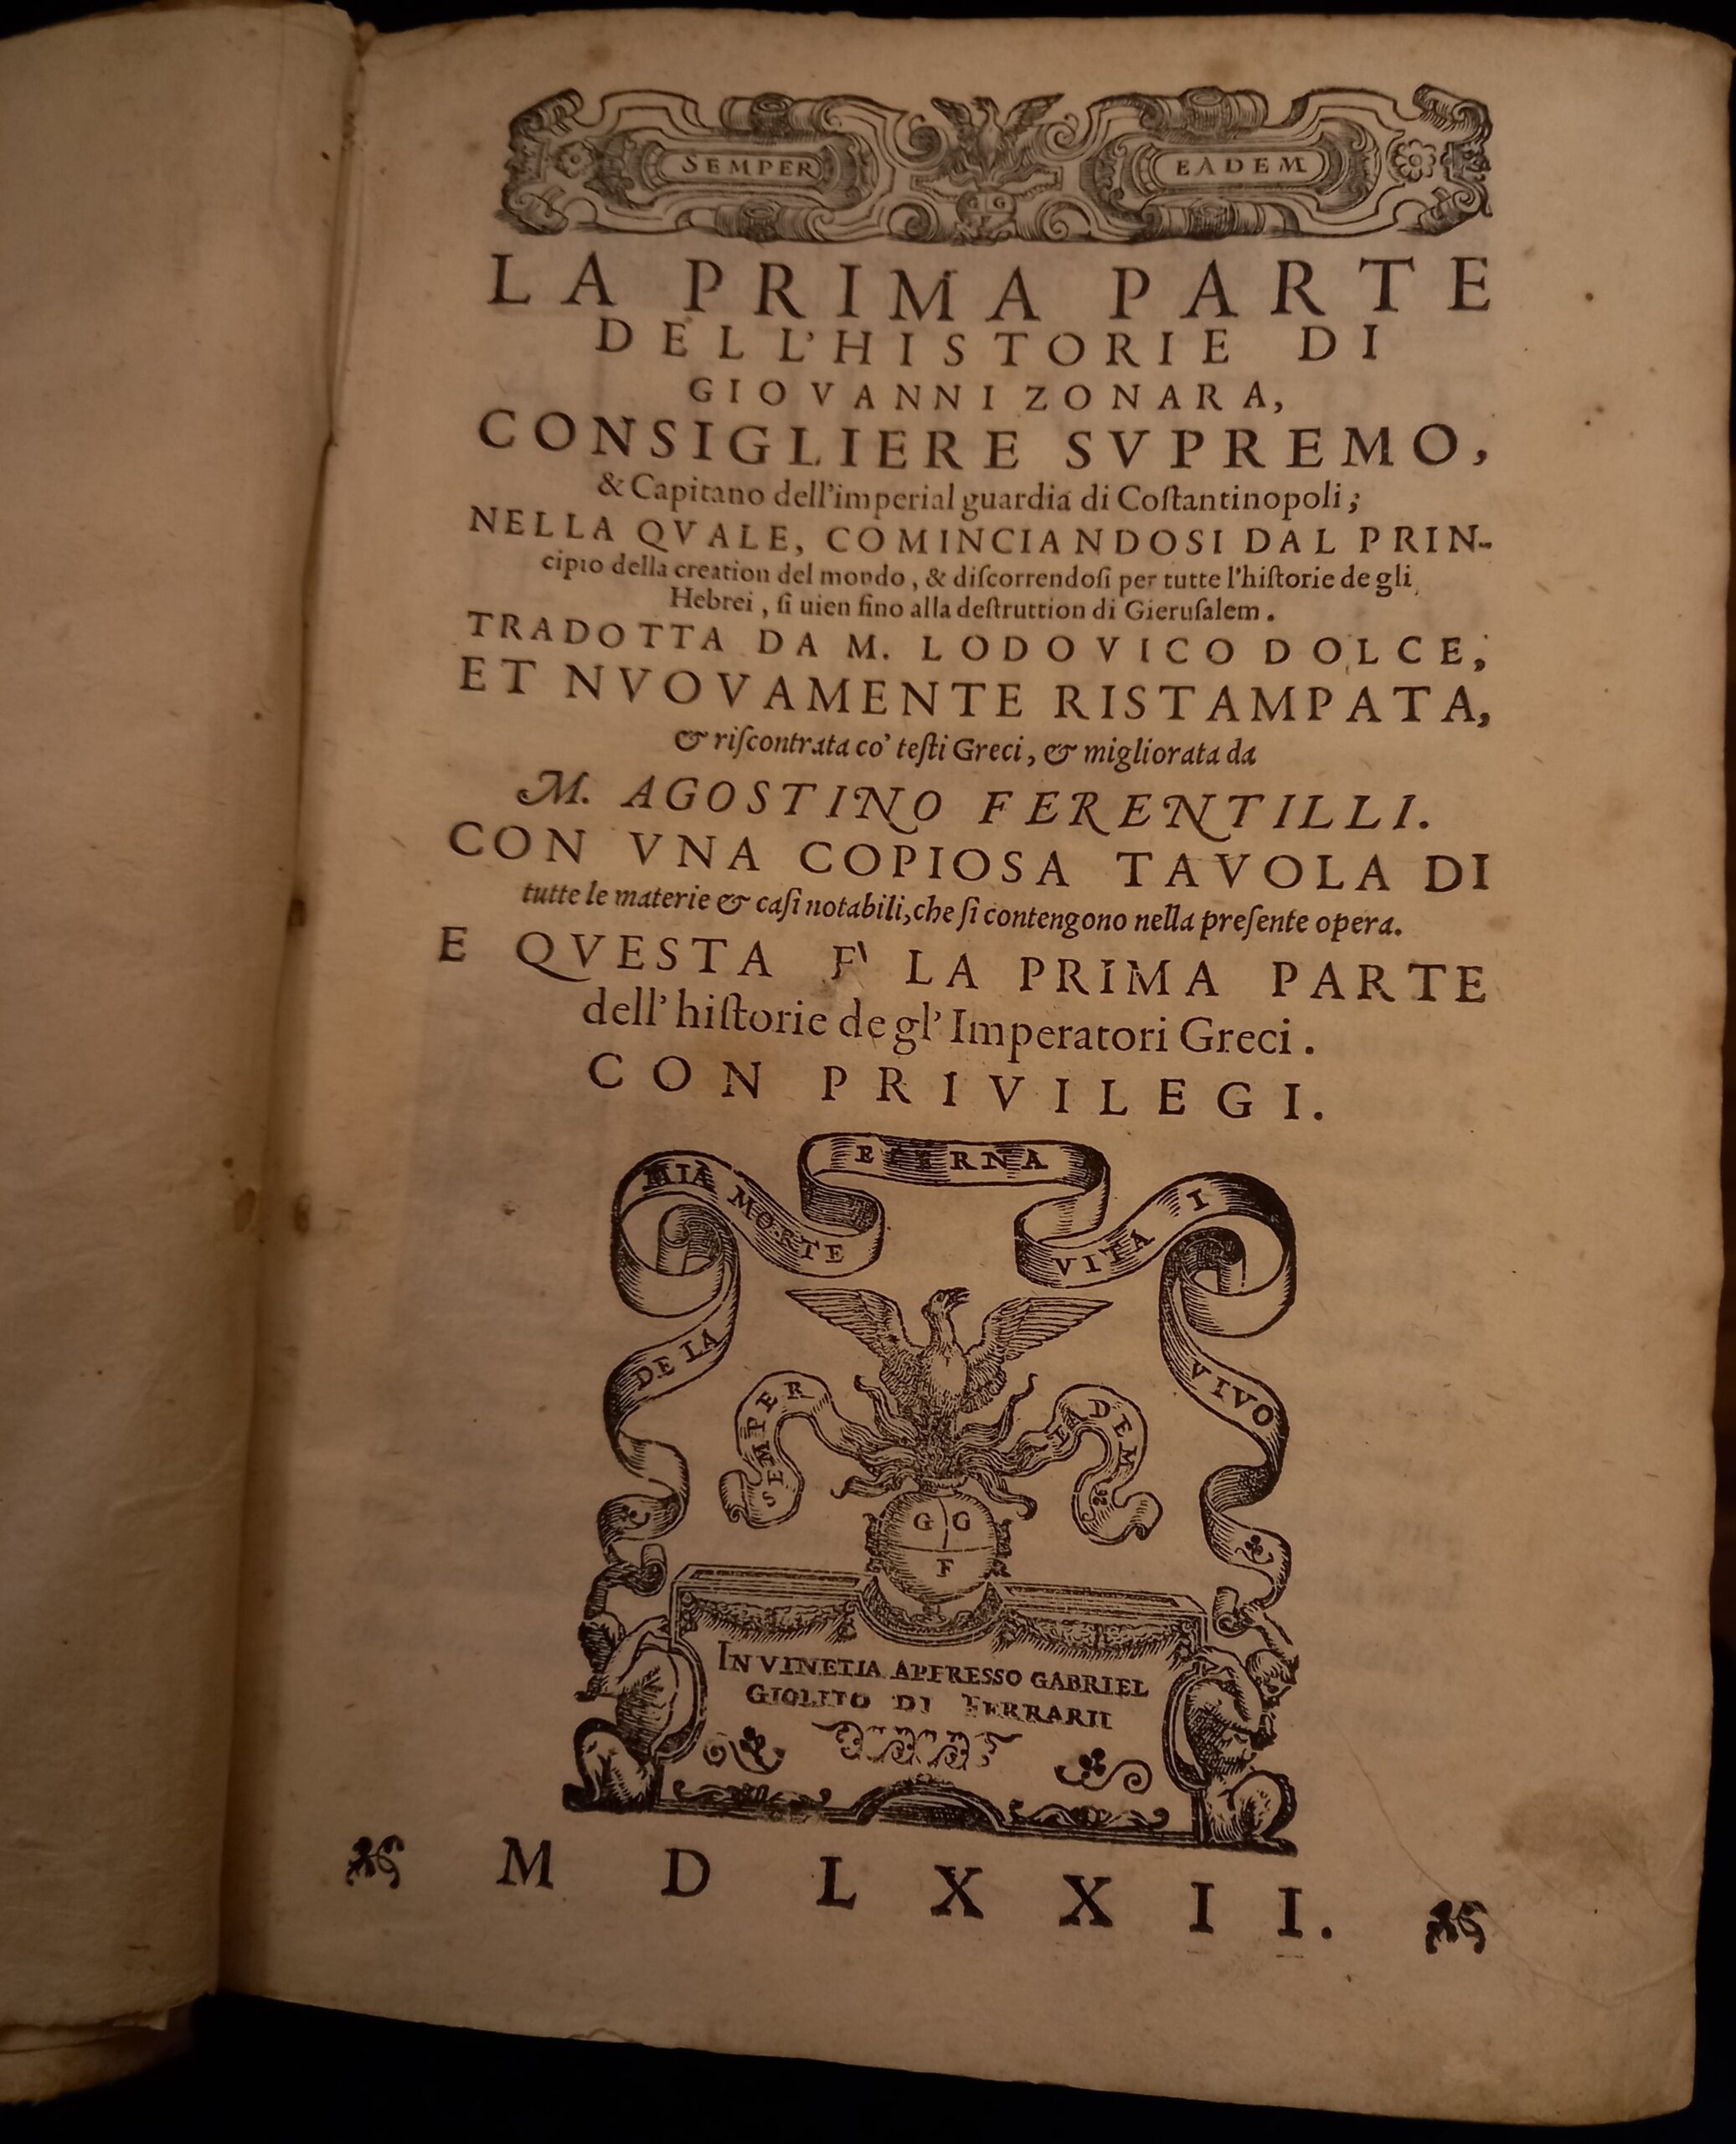 SEMPER EADEM
G G
LA PRIMA PARTE
DELL'HISTORIE DI
GIOVANNI ZONARA,
CONSIGLIERE SVPREMO,
& Capitano dell'imperial guardia di Coſtantinopoli;
NELLA QVALE, COMINCIANDOSI DAL PRIN-
cipio della creation del mondo, & diſcorrendoſi per tutte l'hiſtorie de gli
Hebrei, ſi uien fino alla deſtruttion di Gieruſalem.
TRADOTTA DA M. LODOVICO DOLCE;
ET NVOVAMENTE RISTAMPATA,
& riſcontrata co' teſti Greci, & migliorata da
M. AGOSTINO FERENTILLI.
CON VNA COPIOSA TAVOLA DI
tutte le materie & caſi notabili, che ſi contengono nella preſente opera.
E QVESTA E' LA PRIMA PARTE
dell' hiſtorie de gl' Imperatori Greci.
CON PRIVILEGI.
DE LA MIA MORTE ETERNA VITA I VIVO
SEMPER EADEM
G G
F
IN VINETIA APPRESSO GABRIEL
GIOLITO DI FERRARII
MDLXXII.